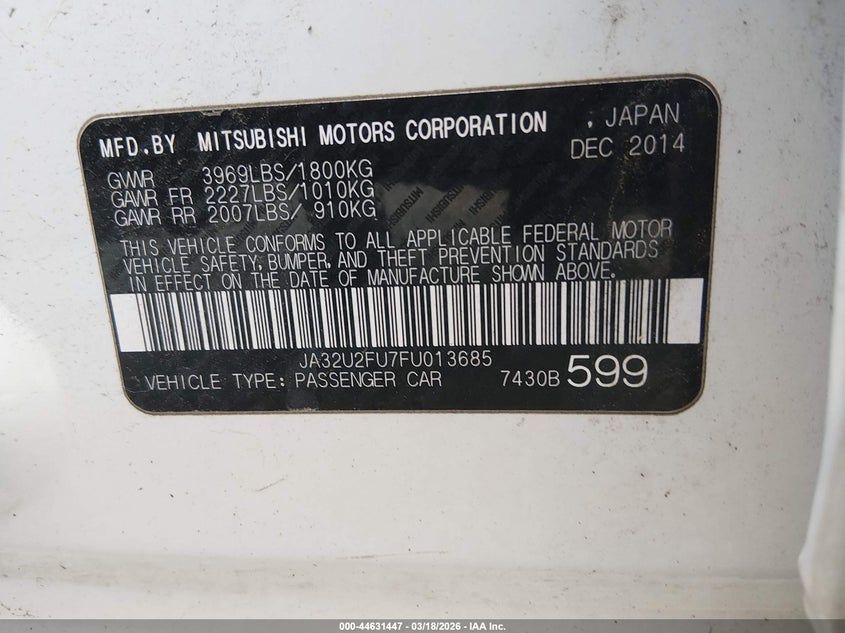 MFD.BY MITSUBISHI MOTORS CORPORATION , JAPAN
DEC 2014
GVWR 3969LBS/1800KG
GAWR FR 2227LBS/1010KG
GAWR RR 2007LBS/ 910KG
THIS VEHICLE CONFORMS TO ALL APPLICABLE FEDERAL MOTOR
VEHICLE SAFETY, BUMPER, AND THEFT PREVENTION STANDARDS
IN EFFECT ON THE DATE OF MANUFACTURE SHOWN ABOVE.
JA32U2FU7FU013685
VEHICLE TYPE: PASSENGER CAR 7430B 599
000-44631447 - 03/18/2026 - IAA Inc.